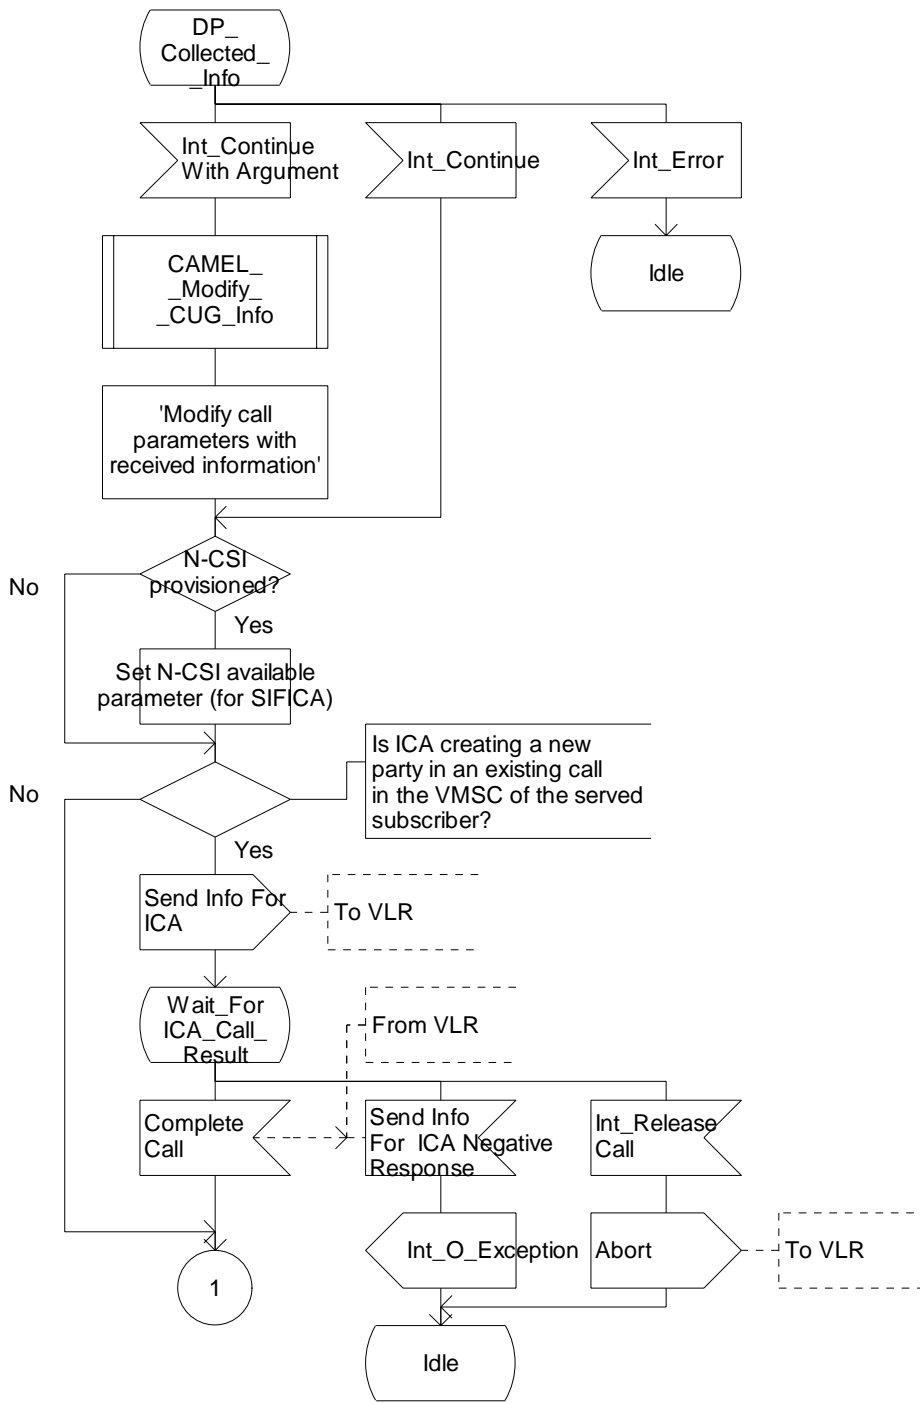 DP_
Collected_
_Info
Int_Continue
With Argument
Int_Continue
Int_Error
CAMEL_
_Modify_
_CUG_Info
Idle
'Modify call
parameters with
received information'
N-CSI
provisioned?
No
Yes
Set N-CSI available
parameter (for SIFICA)
Is ICA creating a new
party in an existing call
in the VMSC of the served
subscriber?
No
Yes
Send Info For
ICA
To VLR
Wait_For
ICA_Call_
Result
From VLR
Complete
Call
Send Info
For ICA Negative
Response
Int_Release
Call
Int_O_Exception
Abort
To VLR
1
Idle